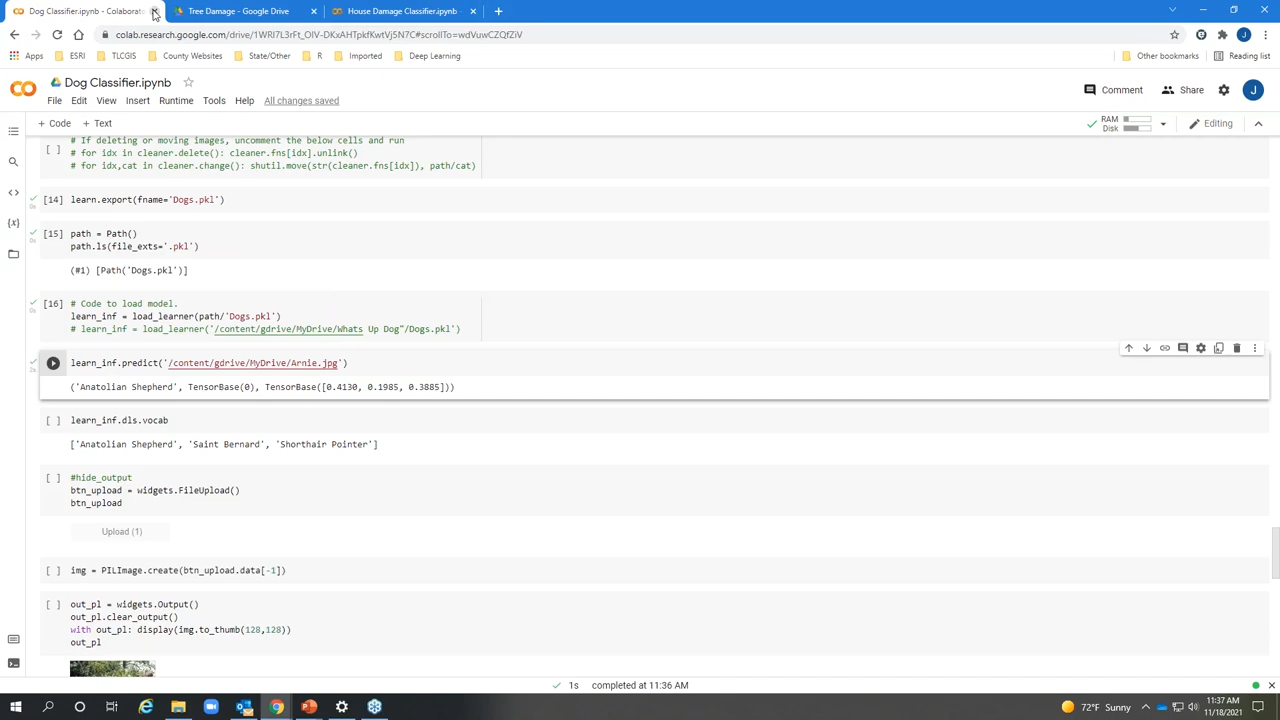 Dog Classifier.ipynb - Colaborato
Tree Damage - Google Drive
House Damage Classifier.ipynb -
colab.research.google.com/drive/1WRI7L3rFt_OIV-DKxAHTpkfKwtVj5N7C#scrollTo=wdVuwCZQfZiV
Apps ESRI TLCGIS County Websites State/Other R Imported Deep Learning Other bookmarks Reading list
Dog Classifier.ipynb
File Edit View Insert Runtime Tools Help All changes saved
Comment Share J
+ Code + Text
RAM
Disk
Editing
# If deleting or moving images, uncomment the below cells and run
[ ] # for idx in cleaner.delete(): cleaner.fns[idx].unlink()
# for idx,cat in cleaner.change(): shutil.move(str(cleaner.fns[idx]), path/cat)
[14] learn.export(fname='Dogs.pkl')
0s
[15] path = Path()
0s path.ls(file_exts='.pkl')
(#1) [Path('Dogs.pkl')]
[16] # Code to load model.
0s learn_inf = load_learner(path/'Dogs.pkl')
# learn_inf = load_learner('/content/gdrive/MyDrive/Whats Up Dog"/Dogs.pkl')
learn_inf.predict('/content/gdrive/MyDrive/Arnie.jpg')
2s
('Anatolian Shepherd', TensorBase(0), TensorBase([0.4130, 0.1985, 0.3885]))
[ ] learn_inf.dls.vocab
['Anatolian Shepherd', 'Saint Bernard', 'Shorthair Pointer']
[ ] #hide_output
btn_upload = widgets.FileUpload()
btn_upload
Upload (1)
[ ] img = PILImage.create(btn_upload.data[-1])
[ ] out_pl = widgets.Output()
out_pl.clear_output()
with out_pl: display(img.to_thumb(128,128))
out_pl
1s completed at 11:36 AM
72°F Sunny
11:37 AM
11/18/2021